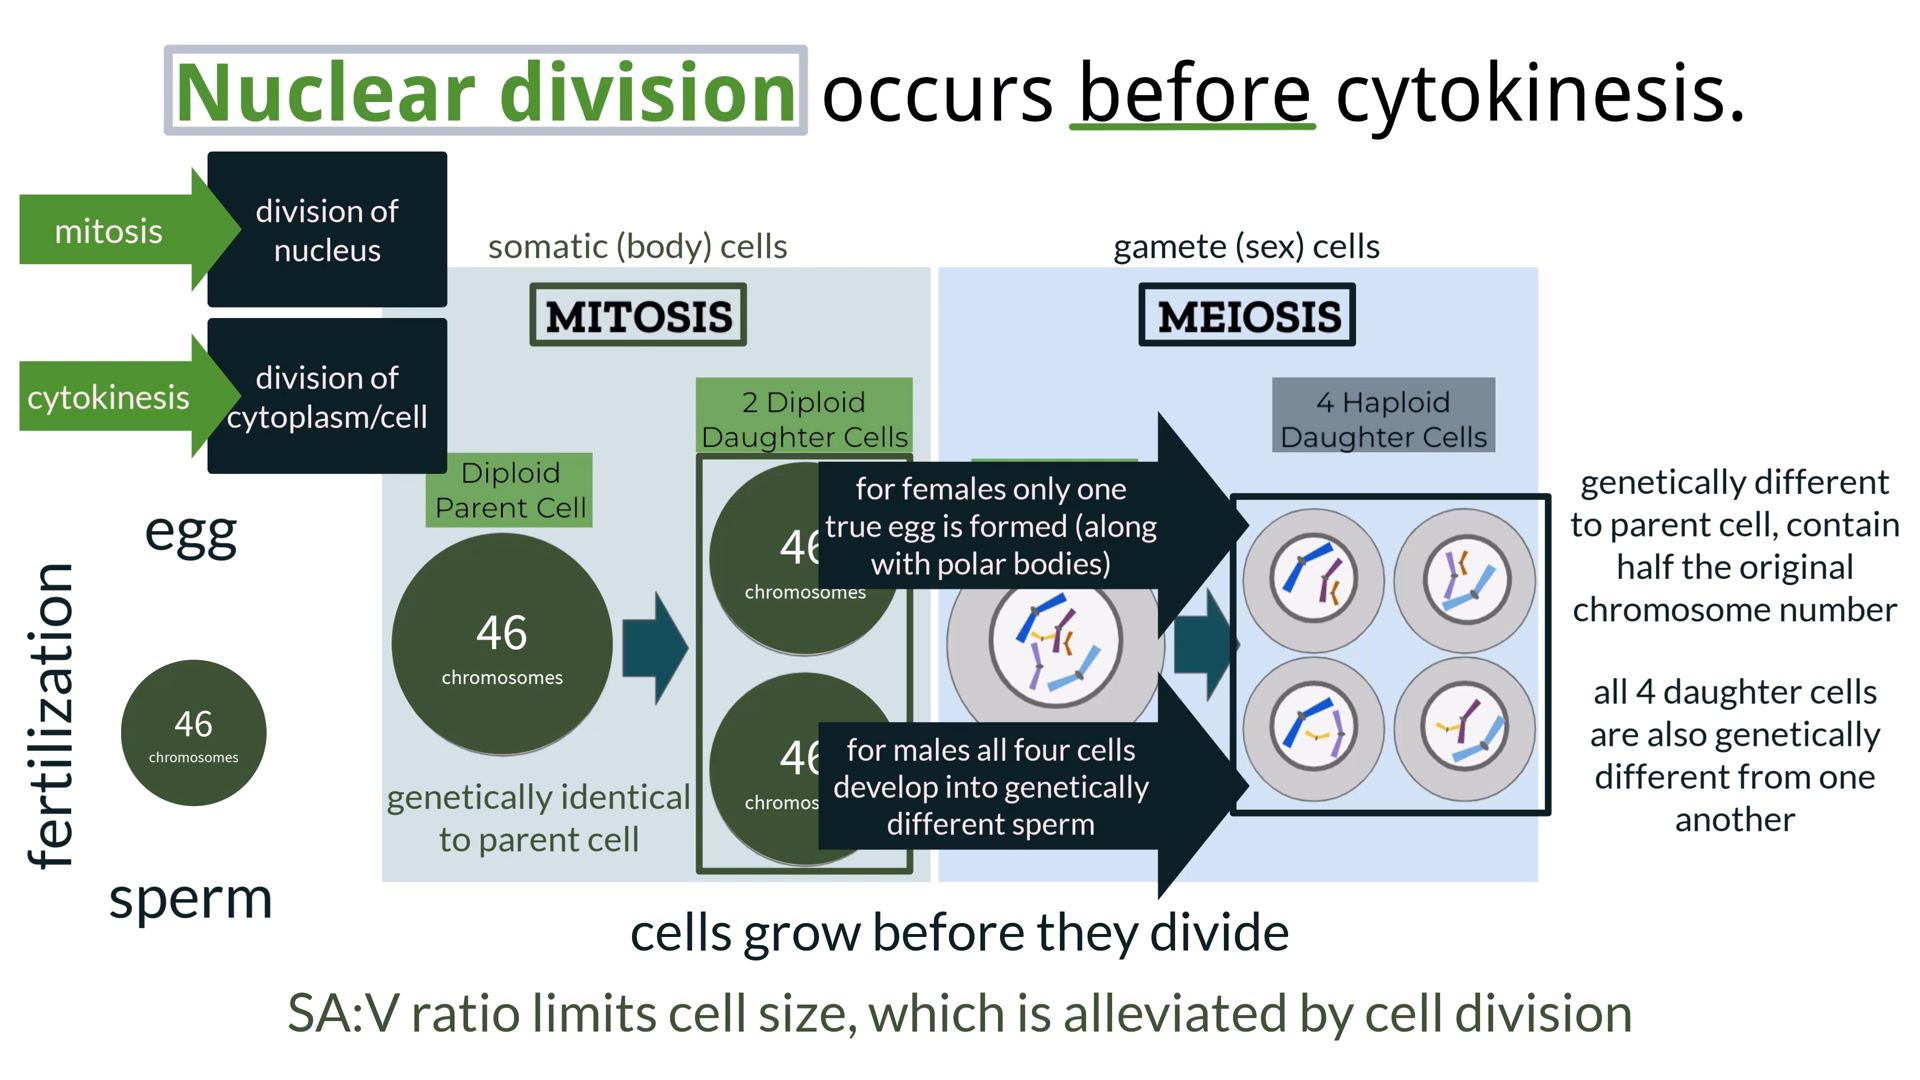 Nuclear division occurs before cytokinesis.
mitosis
division of
nucleus
cytokinesis
division of
cytoplasm/cell
egg
fertilization
46
chromosomes
sperm
somatic (body) cells
MITOSIS
Diploid
Parent Cell
46
chromosomes
genetically identical
to parent cell
2 Diploid
Daughter Cells
46
chromosomes
46
chromos
gamete (sex) cells
MEIOSIS
4 Haploid
Daughter Cells
for females only one
true egg is formed (along
with polar bodies)
for males all four cells
develop into genetically
different sperm
genetically different
to parent cell, contain
half the original
chromosome number
all 4 daughter cells
are also genetically
different from one
another
cells grow before they divide
SA:V ratio limits cell size, which is alleviated by cell division